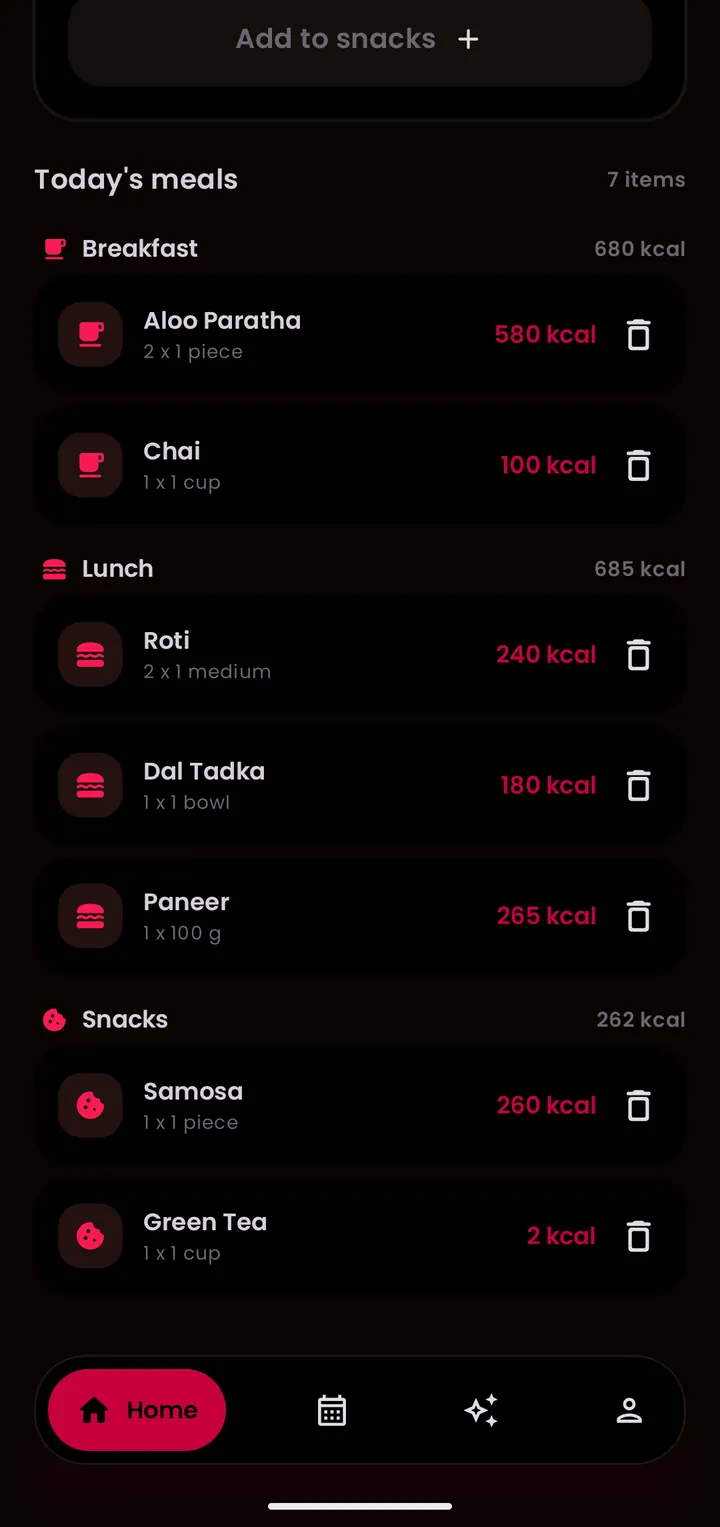 Add to snacks +
Today's meals 7 items
Breakfast 680 kcal
Aloo Paratha
2 x 1 piece
580 kcal
Chai
1 x 1 cup
100 kcal
Lunch 685 kcal
Roti
2 x 1 medium
240 kcal
Dal Tadka
1 x 1 bowl
180 kcal
Paneer
1 x 100 g
265 kcal
Snacks 262 kcal
Samosa
1 x 1 piece
260 kcal
Green Tea
1 x 1 cup
2 kcal
Home